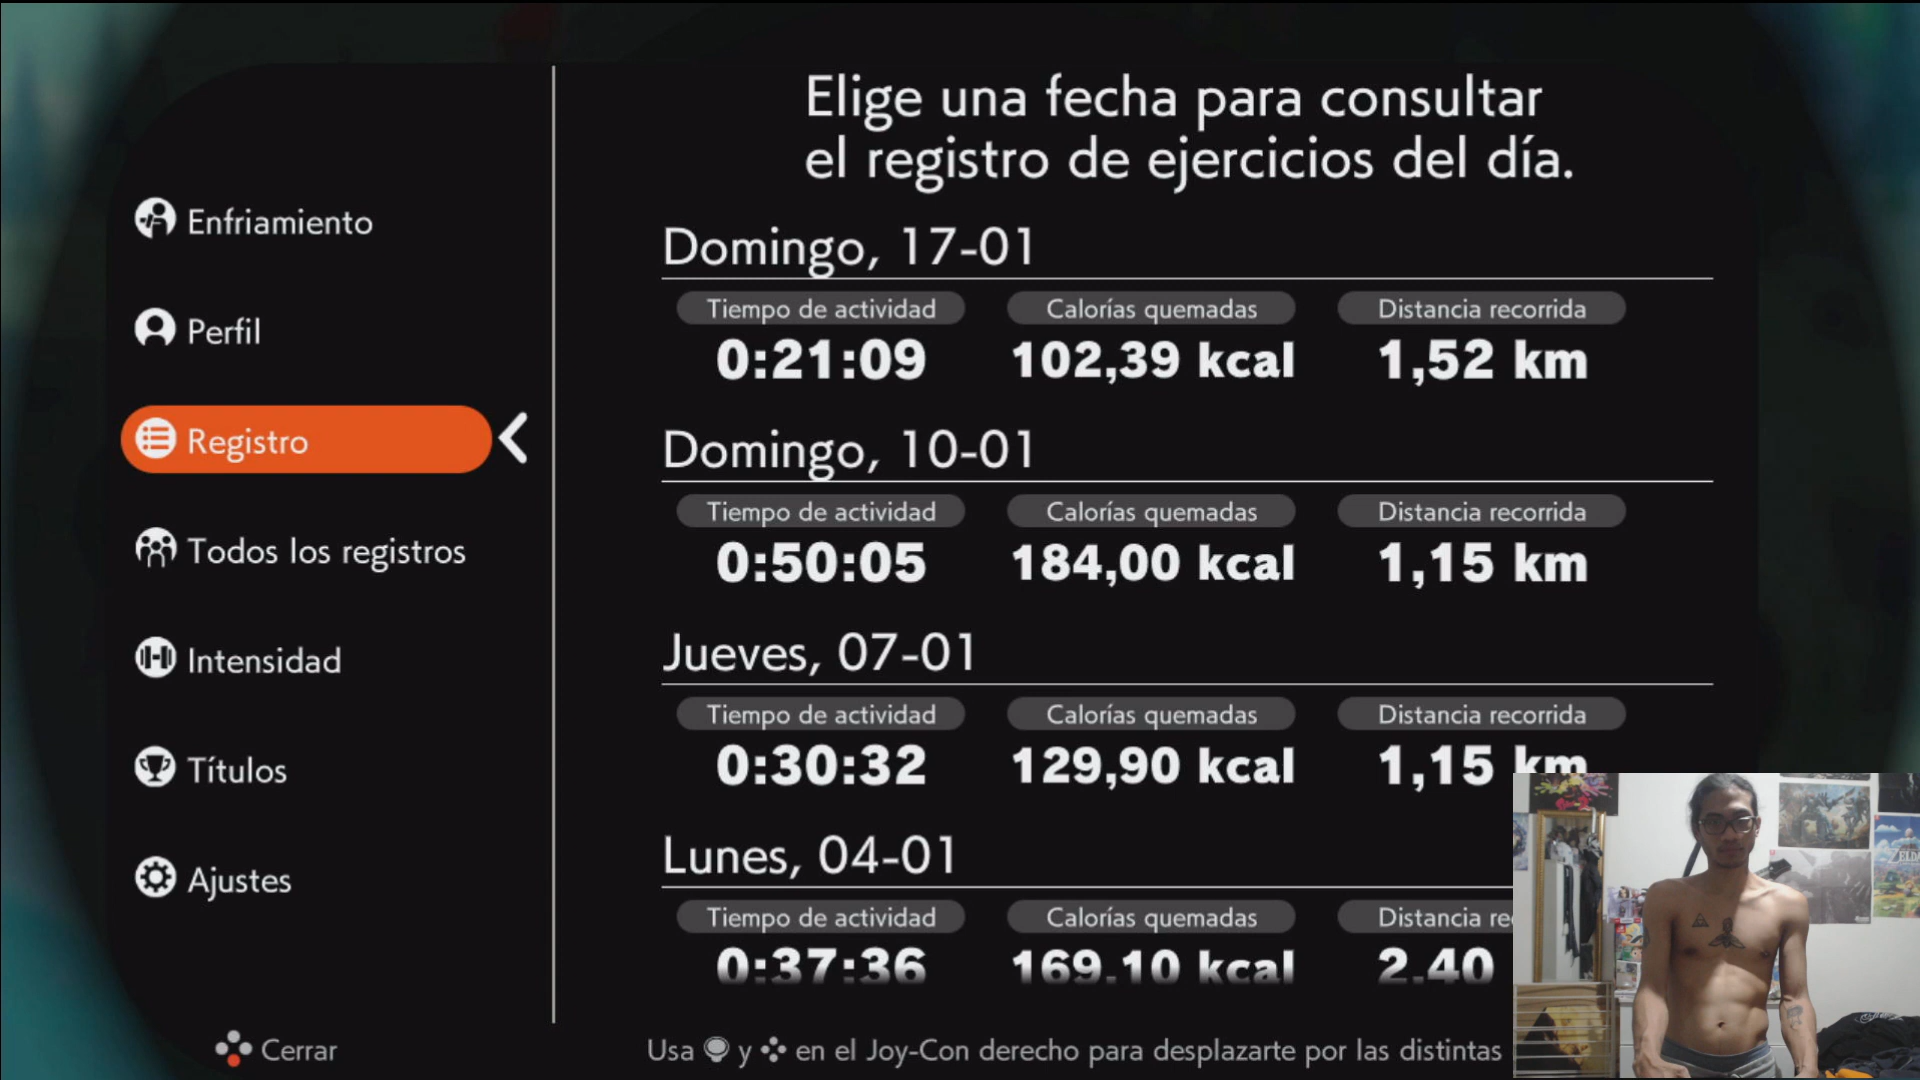 Elige una fecha para consultar
el registro de ejercicios del día.
Enfriamiento
Perfil
Registro
Todos los registros
Intensidad
Títulos
Ajustes
Domingo, 17-01
Tiempo de actividad Calorías quemadas Distancia recorrida
0:21:09 102,39 kcal 1,52 km
Domingo, 10-01
Tiempo de actividad Calorías quemadas Distancia recorrida
0:50:05 184,00 kcal 1,15 km
Jueves, 07-01
Tiempo de actividad Calorías quemadas Distancia recorrida
0:30:32 129,90 kcal 1,15 km
Lunes, 04-01
Tiempo de actividad Calorías quemadas Distancia
0:37:36 169,10 kcal 2,40
Cerrar
Usa y en el Joy-Con derecho para desplazarte por las distintas